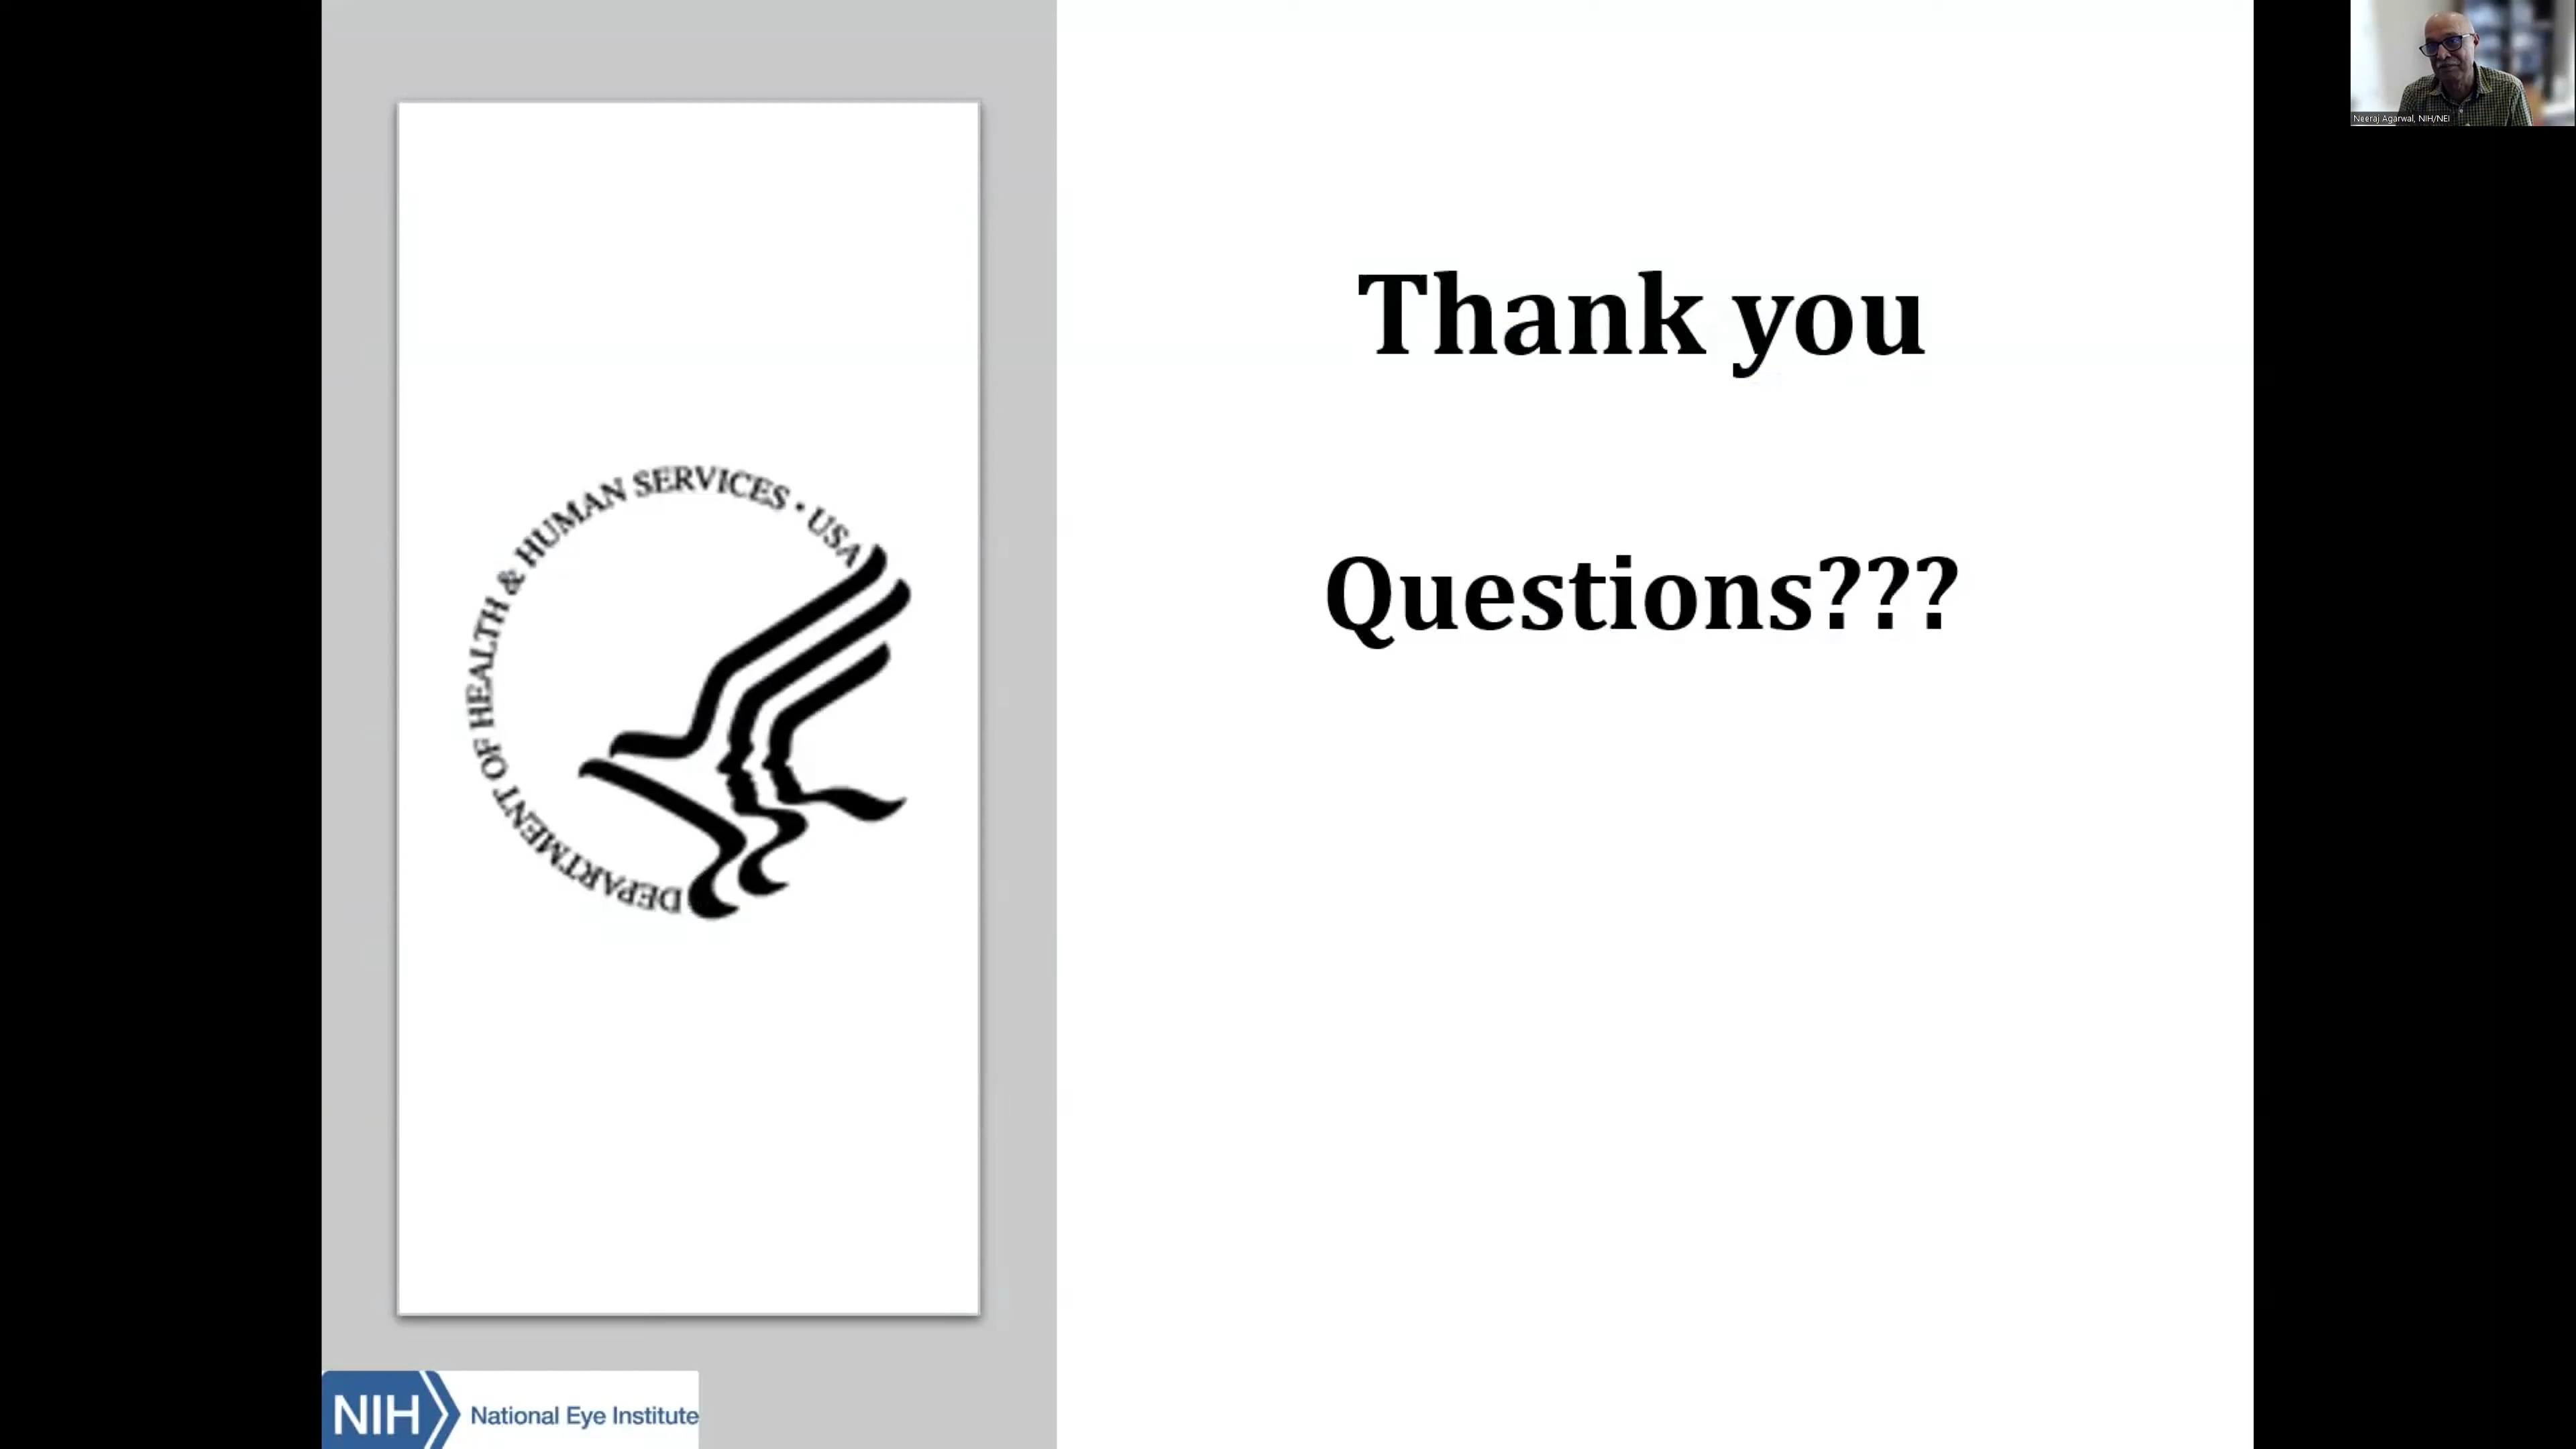 DEPARTMENT OF HEALTH & HUMAN SERVICES • USA
Thank you
Questions???
NIH National Eye Institute
Neeraj Agarwal, NIH/NEI